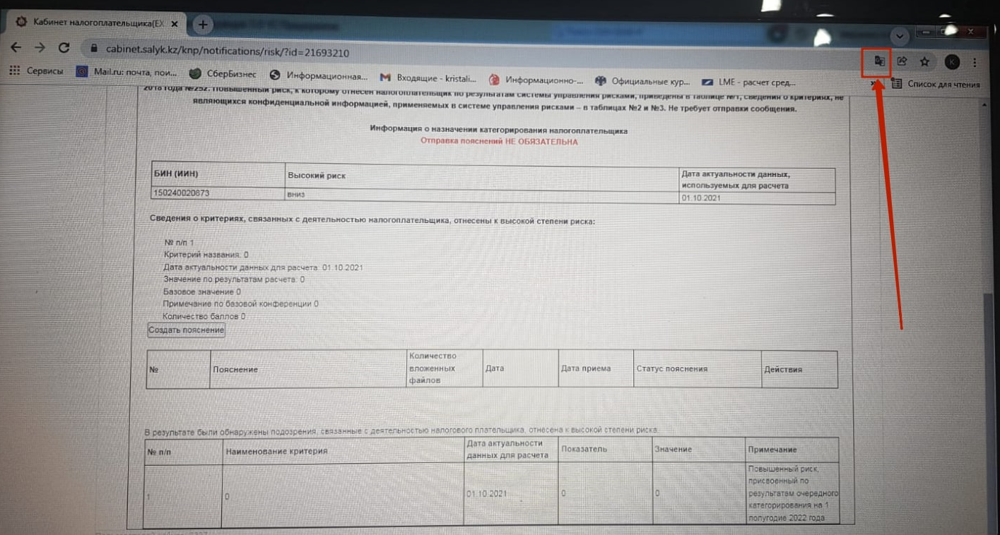 Кабинет налогоплательщика(EX
cabinet.salyk.kz/knp/notifications/risk/?id=21693210
Сервисы
Mail.ru: почта, пои...
СберБизнес
Информационная...
Входящие - kristali...
Информационно-...
Официальные кур...
LME - расчет сред...
»
Список для чтения
K
2018 года №252. Повышенный риск, к которому отнесен налогоплательщик по результатам системы управления рисками, приведены в таблице №1, сведения о критериях, не
являющихся конфиденциальной информацией, применяемых в системе управления рисками – в таблицах №2 и №3. Не требует отправки сообщения.
Информация о назначении категорирования налогоплательщика
Отправка пояснений НЕ ОБЯЗАТЕЛЬНА
БИН (ИИН)
Высокий риск
Дата актуальности данных,
используемых для расчета
150240020873
вниз
01.10.2021
Сведения о критериях, связанных с деятельностью налогоплательщика, отнесены к высокой степени риска:
№ п/п 1
Критерий названия: 0
Дата актуальности данных для расчета: 01.10.2021
Значение по результатам расчета: 0
Базовое значение 0
Примечание по базовой конференции 0
Количество баллов 0
Создать пояснение
№
Пояснение
Количество
вложенных
файлов
Дата
Дата приема
Статус пояснения
Действия
В результате были обнаружены подозрения, связанные с деятельностью налогового плательщика, отнесена к высокой степени риска:
№ п/п
Наименование критерия
Дата актуальности
данных для расчета
Показатель
Значение
Примечание
1
0
01.10.2021
0
0
Повышенный риск,
присвоенный по
результатам очередного
категорирования на 1
полугодие 2022 года